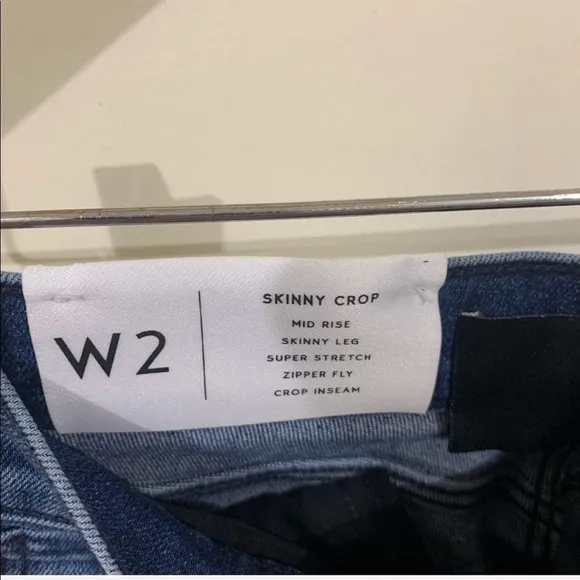 W2
SKINNY CROP
MID RISE
SKINNY LEG
SUPER STRETCH
ZIPPER FLY
CROP INSEAM